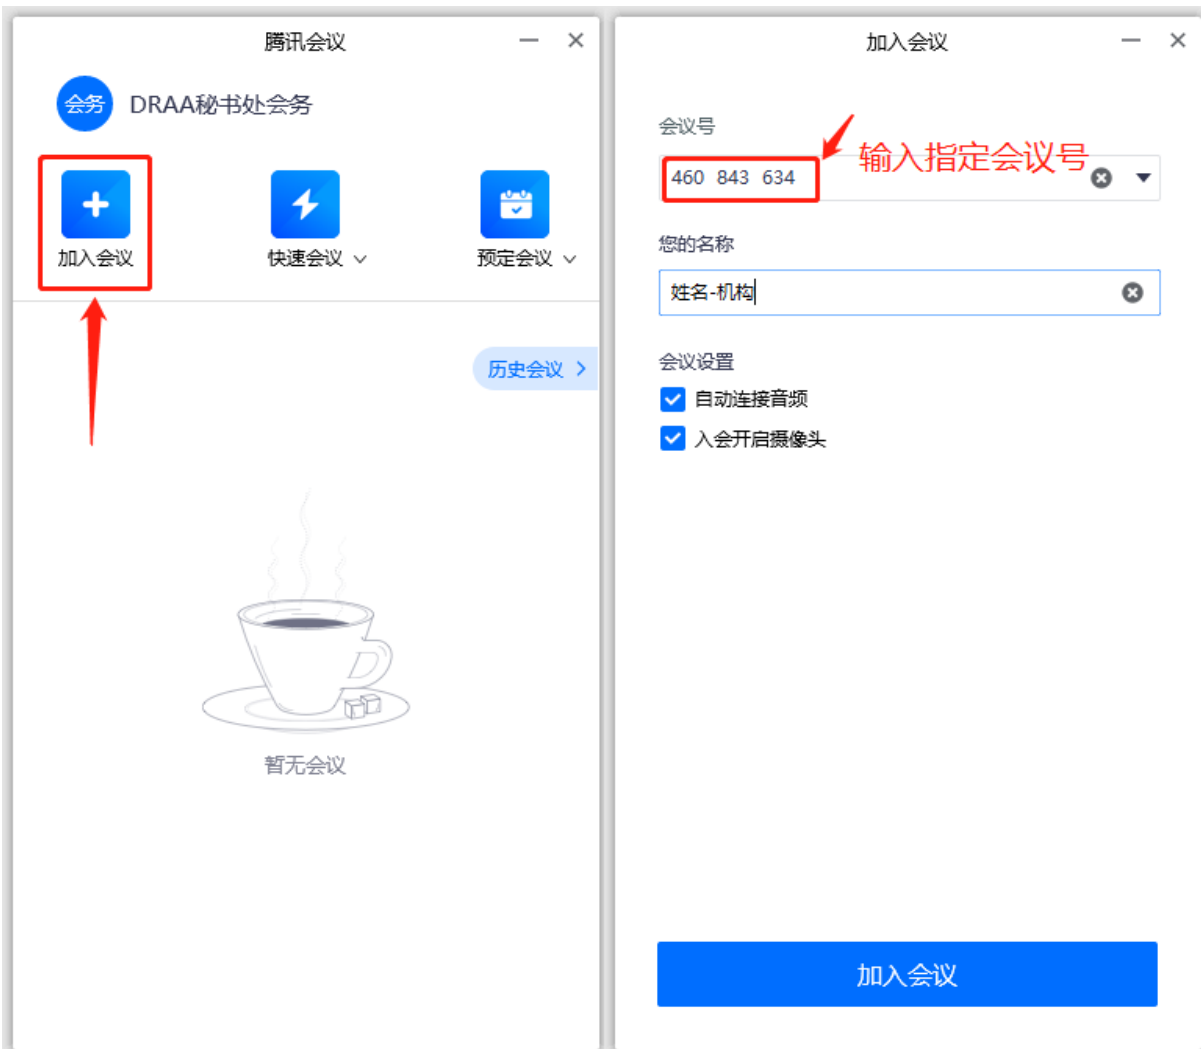 腾讯会议
会务 DRAA秘书处会务
加入会议 快速会议 预定会议
历史会议
暂无会议
加入会议
会议号
460 843 634
输入指定会议号
您的名称
姓名-机构
会议设置
自动连接音频
入会开启摄像头
加入会议